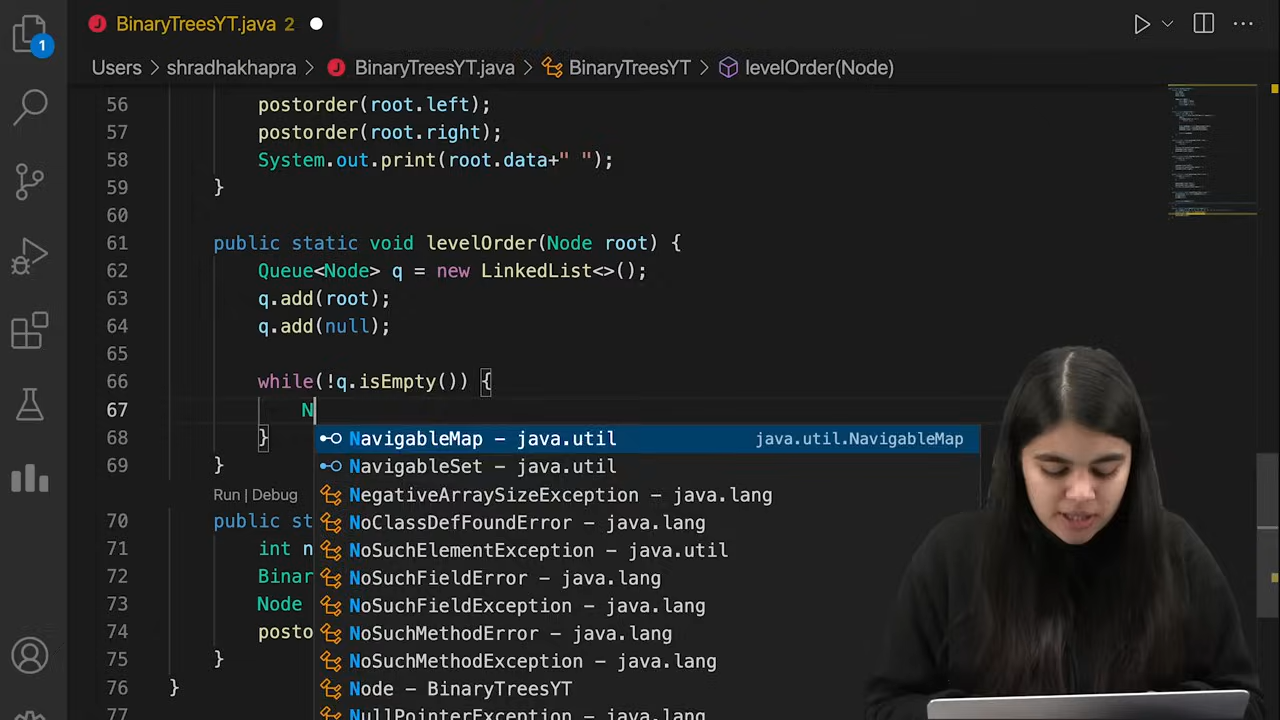 BinaryTreesYT.java 2
1
Users > shradhakhapra > BinaryTreesYT.java > BinaryTreesYT > levelOrder(Node)
56 postorder(root.left);
57 postorder(root.right);
58 System.out.print(root.data+" ");
59 }
60
61 public static void levelOrder(Node root) {
62 Queue<Node> q = new LinkedList<>();
63 q.add(root);
64 q.add(null);
65
66 while(!q.isEmpty()) {
67 N
68 }
NavigableMap – java.util java.util.NavigableMap
69 }
NavigableSet – java.util
Run | Debug
NegativeArraySizeException – java.lang
70 public st
NoClassDefFoundError – java.lang
71 int n
NoSuchElementException – java.util
72 Binar
NoSuchFieldError – java.lang
73 Node
NoSuchFieldException – java.lang
74 posto
NoSuchMethodError – java.lang
75 }
NoSuchMethodException – java.lang
76 }
Node – BinaryTreesYT
77
NullPointerException – java.lang